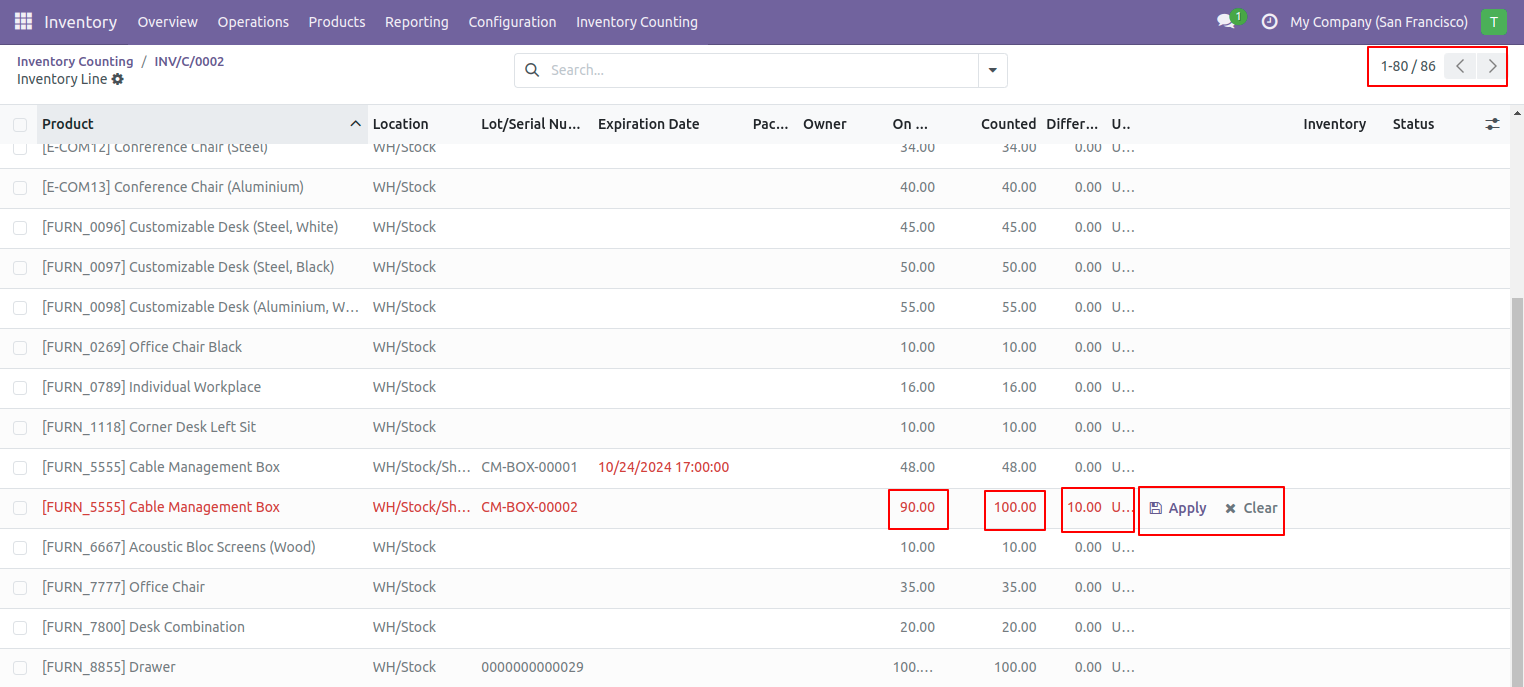 Inventory Overview Operations Products Reporting Configuration Inventory Counting 1 My Company (San Francisco) T
Inventory Counting / INV/C/0002
Inventory Line
Search...
1-80 / 86
Product Location Lot/Serial Nu... Expiration Date Pac... Owner On ... Counted Differ... U.. Inventory Status
[E-COM12] Conference Chair (Steel) WH/Stock 34.00 34.00 0.00 U...
[E-COM13] Conference Chair (Aluminium) WH/Stock 40.00 40.00 0.00 U...
[FURN_0096] Customizable Desk (Steel, White) WH/Stock 45.00 45.00 0.00 U...
[FURN_0097] Customizable Desk (Steel, Black) WH/Stock 50.00 50.00 0.00 U...
[FURN_0098] Customizable Desk (Aluminium, W... WH/Stock 55.00 55.00 0.00 U...
[FURN_0269] Office Chair Black WH/Stock 10.00 10.00 0.00 U...
[FURN_0789] Individual Workplace WH/Stock 16.00 16.00 0.00 U...
[FURN_1118] Corner Desk Left Sit WH/Stock 10.00 10.00 0.00 U...
[FURN_5555] Cable Management Box WH/Stock/Sh... CM-BOX-00001 10/24/2024 17:00:00 48.00 48.00 0.00 U...
[FURN_5555] Cable Management Box WH/Stock/Sh... CM-BOX-00002 90.00 100.00 10.00 U... Apply Clear
[FURN_6667] Acoustic Bloc Screens (Wood) WH/Stock 10.00 10.00 0.00 U...
[FURN_7777] Office Chair WH/Stock 35.00 35.00 0.00 U...
[FURN_7800] Desk Combination WH/Stock 20.00 20.00 0.00 U...
[FURN_8855] Drawer WH/Stock 0000000000029 100.... 100.00 0.00 U...